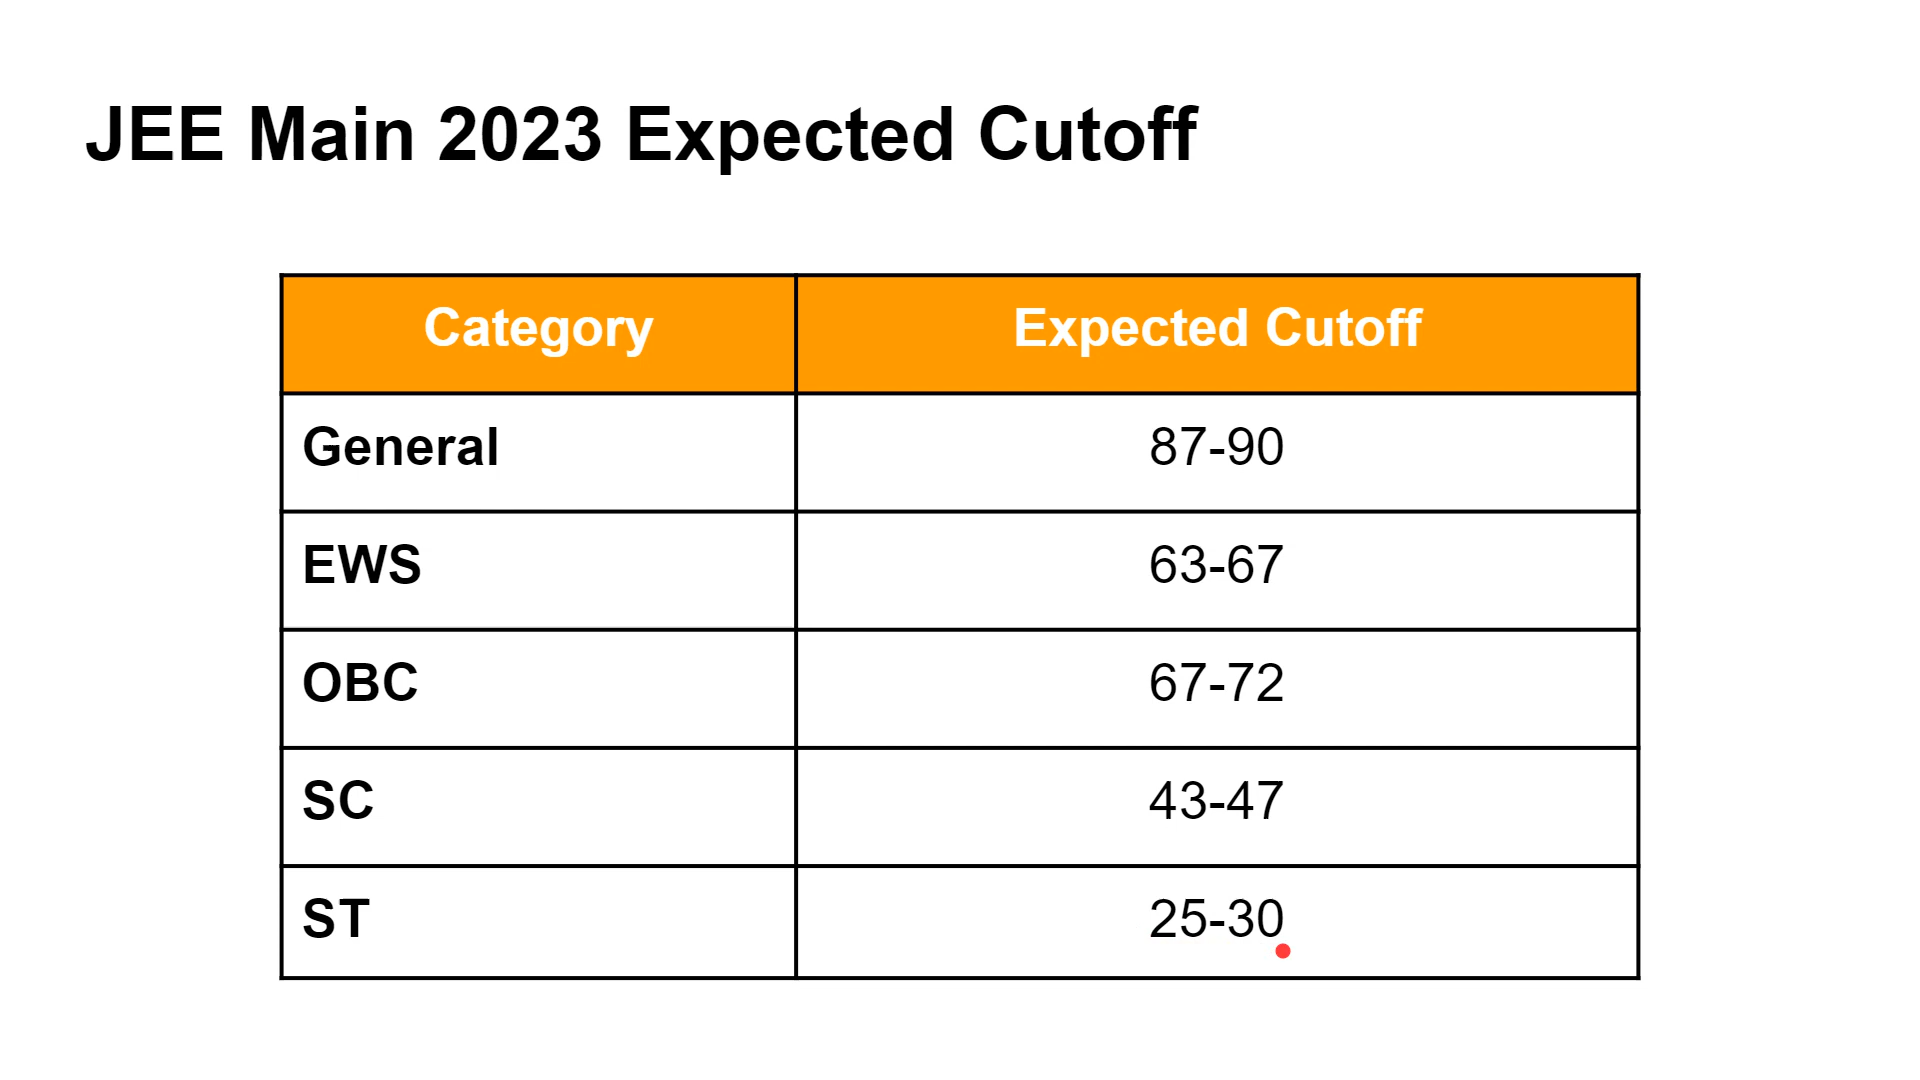 JEE Main 2023 Expected Cutoff
Category Expected Cutoff
General 87-90
EWS 63-67
OBC 67-72
SC 43-47
ST 25-30